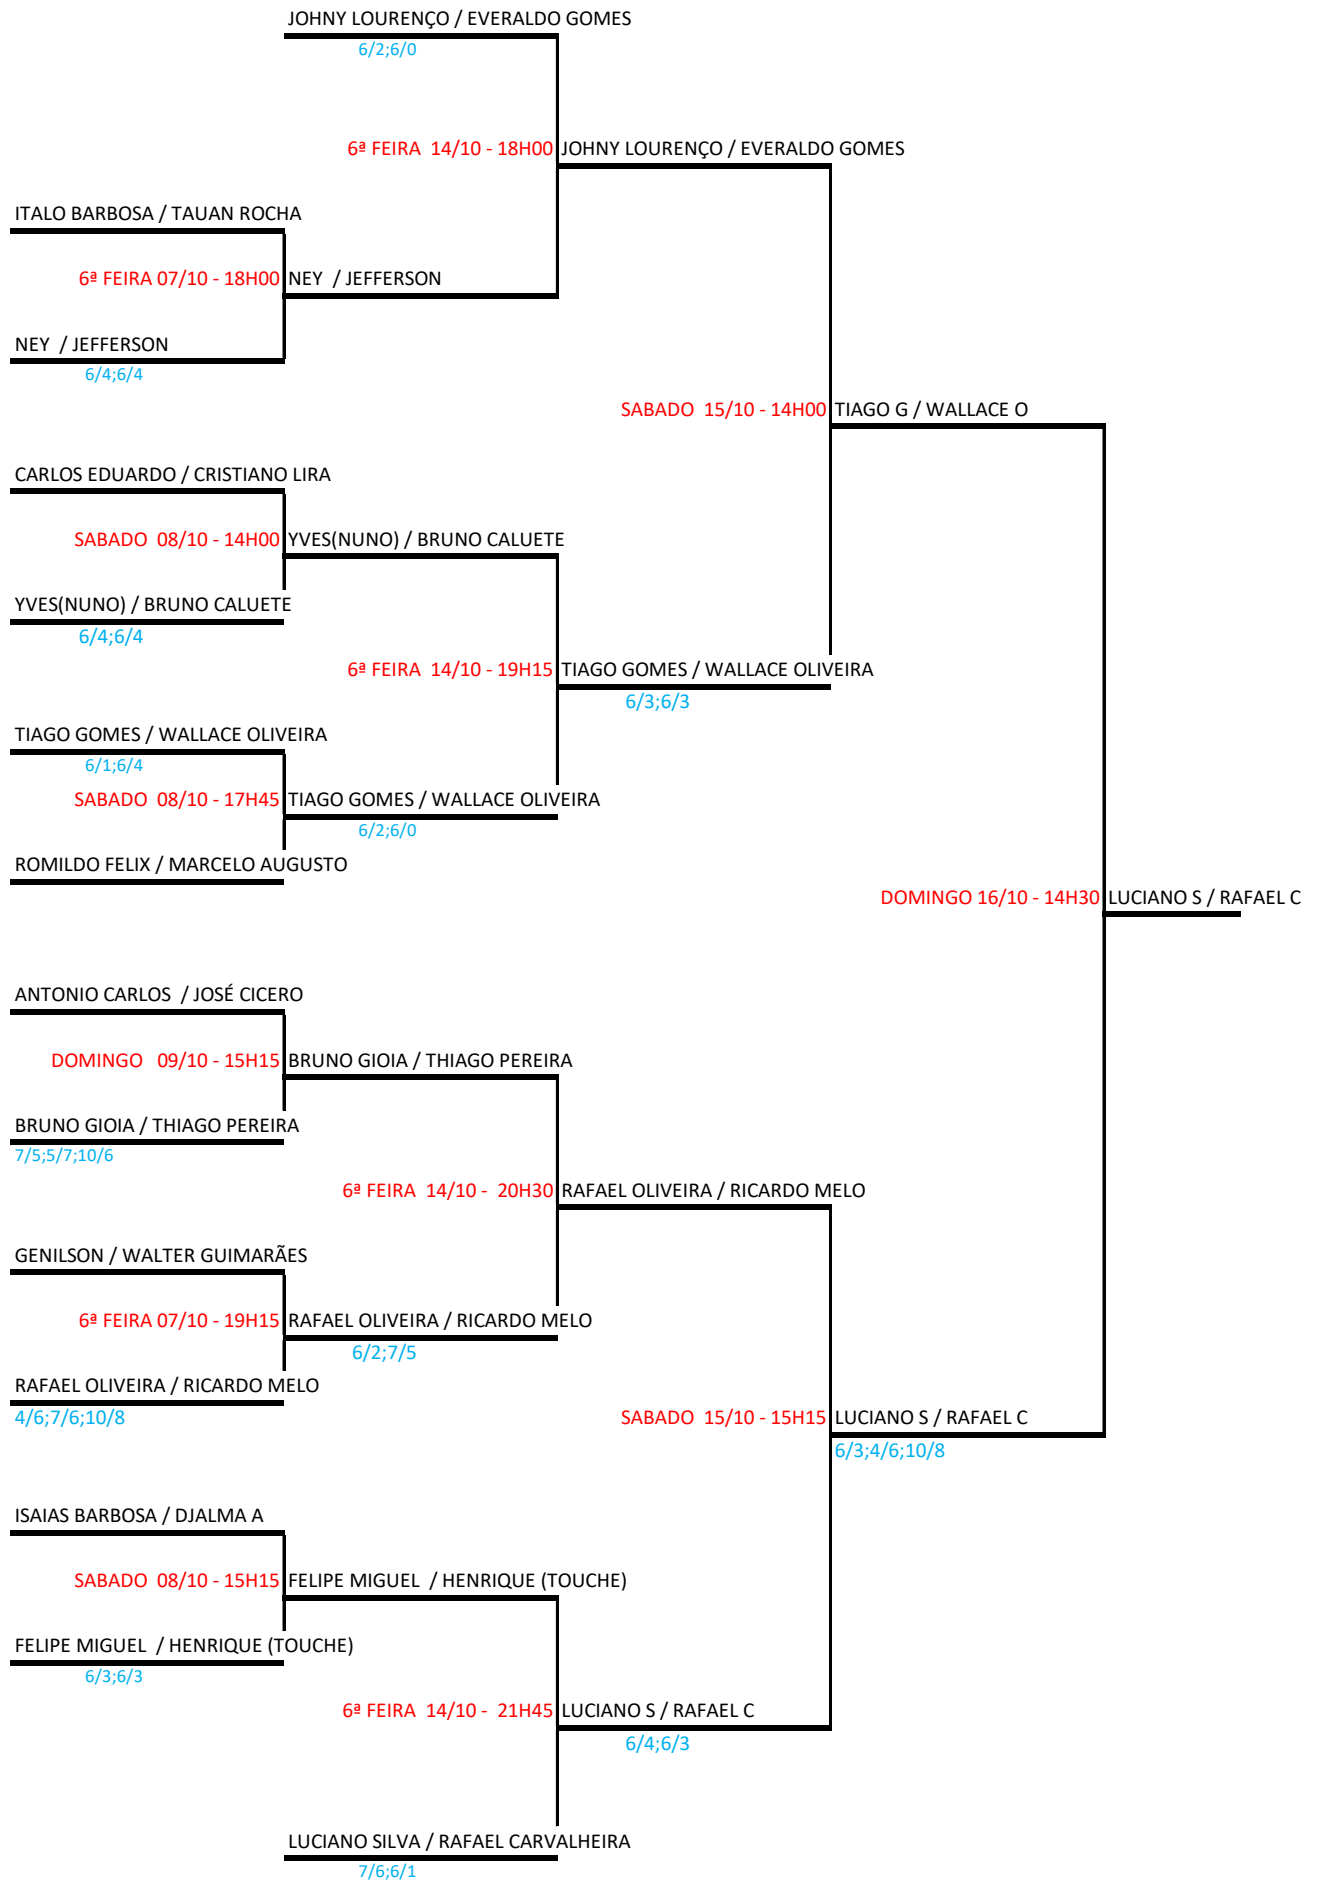 JOHNY LOURENÇO / EVERALDO GOMES
6/2;6/0
6ª FEIRA 14/10 - 18H00 JOHNY LOURENÇO / EVERALDO GOMES
ITALO BARBOSA / TAUAN ROCHA
6ª FEIRA 07/10 - 18H00 NEY / JEFFERSON
NEY / JEFFERSON
6/4;6/4
SABADO 15/10 - 14H00 TIAGO G / WALLACE O
CARLOS EDUARDO / CRISTIANO LIRA
SABADO 08/10 - 14H00 YVES(NUNO) / BRUNO CALUETE
YVES(NUNO) / BRUNO CALUETE
6/4;6/4
6ª FEIRA 14/10 - 19H15 TIAGO GOMES / WALLACE OLIVEIRA
6/3;6/3
TIAGO GOMES / WALLACE OLIVEIRA
6/1;6/4
SABADO 08/10 - 17H45 TIAGO GOMES / WALLACE OLIVEIRA
6/2;6/0
ROMILDO FELIX / MARCELO AUGUSTO
DOMINGO 16/10 - 14H30 LUCIANO S / RAFAEL C
ANTONIO CARLOS / JOSÉ CICERO
DOMINGO 09/10 - 15H15 BRUNO GIOIA / THIAGO PEREIRA
BRUNO GIOIA / THIAGO PEREIRA
7/5;5/7;10/6
6ª FEIRA 14/10 - 20H30 RAFAEL OLIVEIRA / RICARDO MELO
GENILSON / WALTER GUIMARÃES
6ª FEIRA 07/10 - 19H15 RAFAEL OLIVEIRA / RICARDO MELO
6/2;7/5
RAFAEL OLIVEIRA / RICARDO MELO
4/6;7/6;10/8
SABADO 15/10 - 15H15 LUCIANO S / RAFAEL C
6/3;4/6;10/8
ISAIAS BARBOSA / DJALMA A
SABADO 08/10 - 15H15 FELIPE MIGUEL / HENRIQUE (TOUCHE)
FELIPE MIGUEL / HENRIQUE (TOUCHE)
6/3;6/3
6ª FEIRA 14/10 - 21H45 LUCIANO S / RAFAEL C
6/4;6/3
LUCIANO SILVA / RAFAEL CARVALHEIRA
7/6;6/1